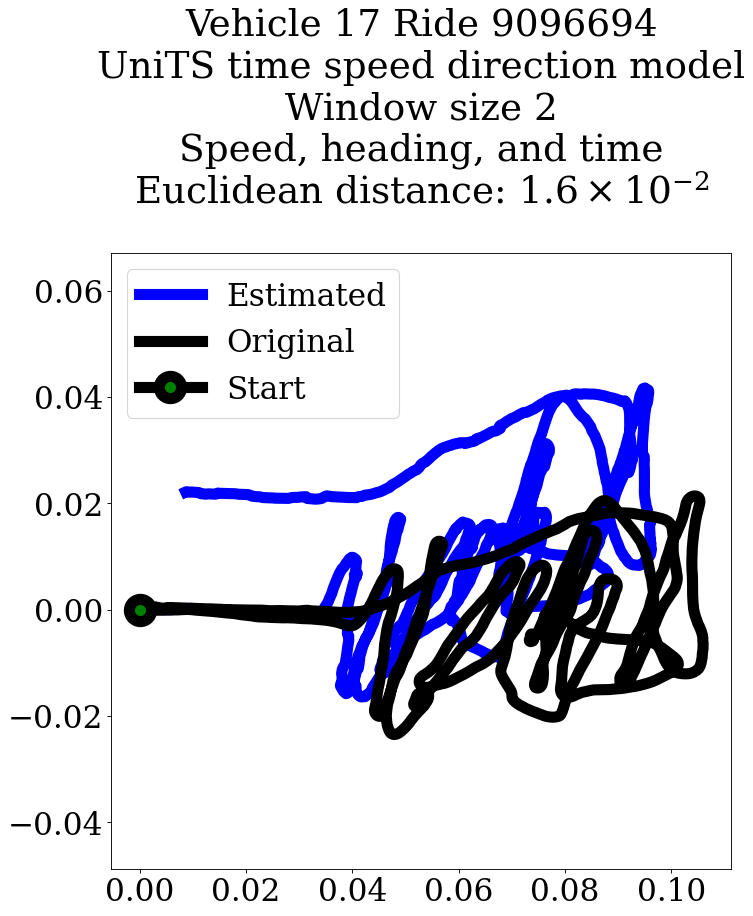 Vehicle 17 Ride 9096694
UniTS time speed direction model
Window size 2
Speed, heading, and time
Euclidean distance: 1.6 × 10⁻²
Estimated
Original
Start
0.06
0.04
0.02
0.00
−0.02
−0.04
0.00 0.02 0.04 0.06 0.08 0.10